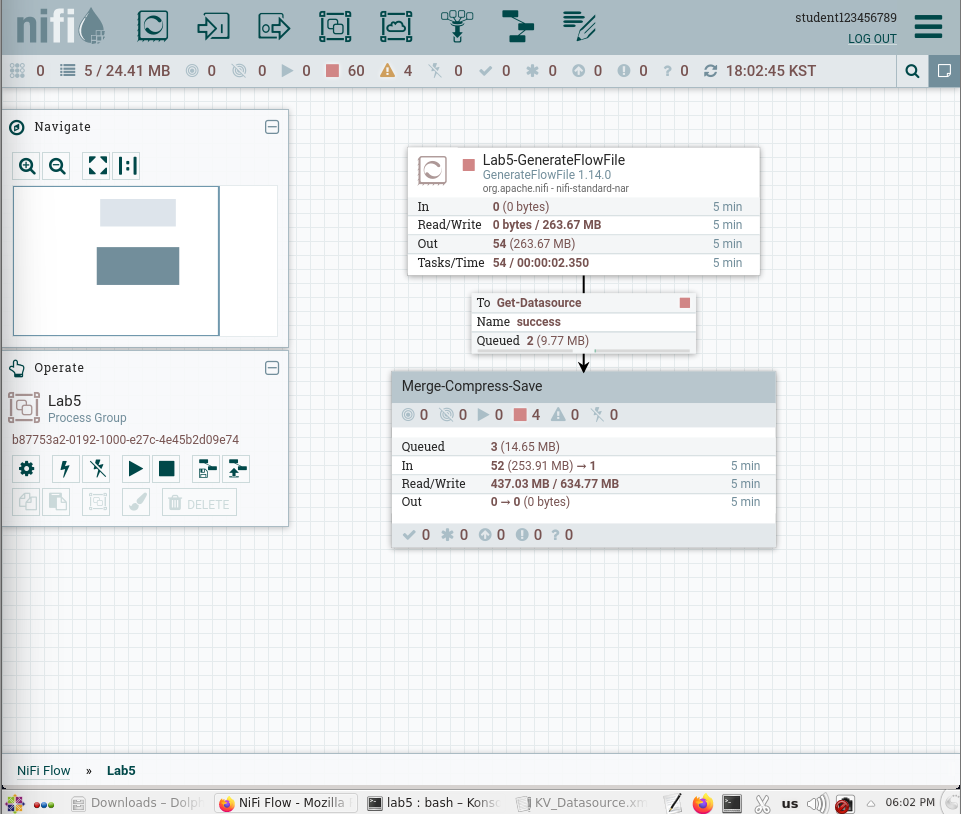 nifi
student123456789
LOG OUT
0 5 / 24.41 MB 0 0 0 60 4 0 0 0 0 0 ? 0 18:02:45 KST
Navigate
Operate
Lab5
Process Group
b87753a2-0192-1000-e27c-4e45b2d09e74
DELETE
Lab5-GenerateFlowFile
GenerateFlowFile 1.14.0
org.apache.nifi - nifi-standard-nar
In 0 (0 bytes) 5 min
Read/Write 0 bytes / 263.67 MB 5 min
Out 54 (263.67 MB) 5 min
Tasks/Time 54 / 00:00:02.350 5 min
To Get-Datasource
Name success
Queued 2 (9.77 MB)
Merge-Compress-Save
0 0 0 4 0 0
Queued 3 (14.65 MB)
In 52 (253.91 MB) → 1 5 min
Read/Write 437.03 MB / 634.77 MB 5 min
Out 0 → 0 (0 bytes) 5 min
0 0 0 0 ? 0
NiFi Flow » Lab5
Downloads – Dolph NiFi Flow - Mozilla lab5 : bash – Kons KV_Datasource.xm us 06:02 PM